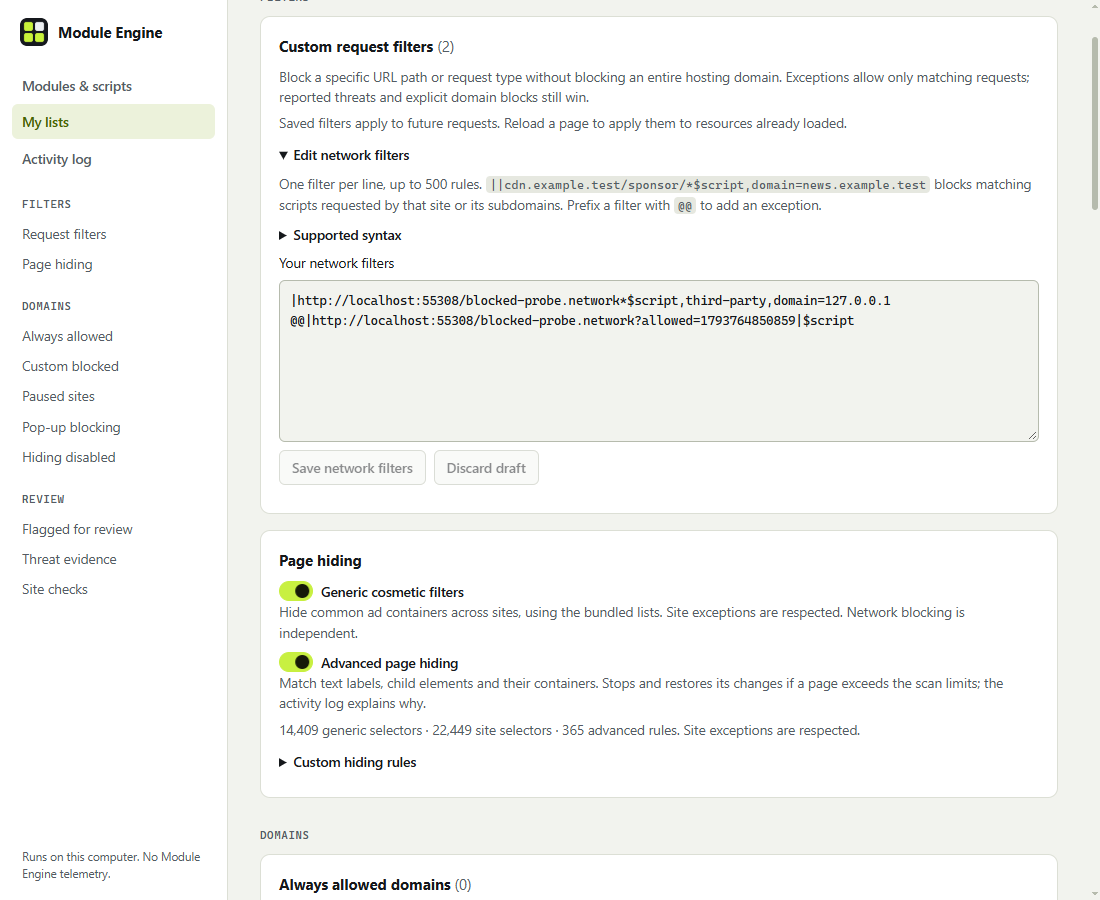 Module Engine
Modules & scripts
My lists
Activity log
FILTERS
Request filters
Page hiding
DOMAINS
Always allowed
Custom blocked
Paused sites
Pop-up blocking
Hiding disabled
REVIEW
Flagged for review
Threat evidence
Site checks
Runs on this computer. No Module
Engine telemetry.
FILTERS
Custom request filters (2)
Block a specific URL path or request type without blocking an entire hosting domain. Exceptions allow only matching requests;
reported threats and explicit domain blocks still win.
Saved filters apply to future requests. Reload a page to apply them to resources already loaded.
▼ Edit network filters
One filter per line, up to 500 rules. ||cdn.example.test/sponsor/*$script,domain=news.example.test blocks matching
scripts requested by that site or its subdomains. Prefix a filter with @@ to add an exception.
▶ Supported syntax
Your network filters
|http://localhost:55308/blocked-probe.network*$script,third-party,domain=127.0.0.1
@@|http://localhost:55308/blocked-probe.network?allowed=1793764850859|$script
Save network filters
Discard draft
Page hiding
Generic cosmetic filters
Hide common ad containers across sites, using the bundled lists. Site exceptions are respected. Network blocking is
independent.
Advanced page hiding
Match text labels, child elements and their containers. Stops and restores its changes if a page exceeds the scan limits; the
activity log explains why.
14,409 generic selectors · 22,449 site selectors · 365 advanced rules. Site exceptions are respected.
▶ Custom hiding rules
DOMAINS
Always allowed domains (0)